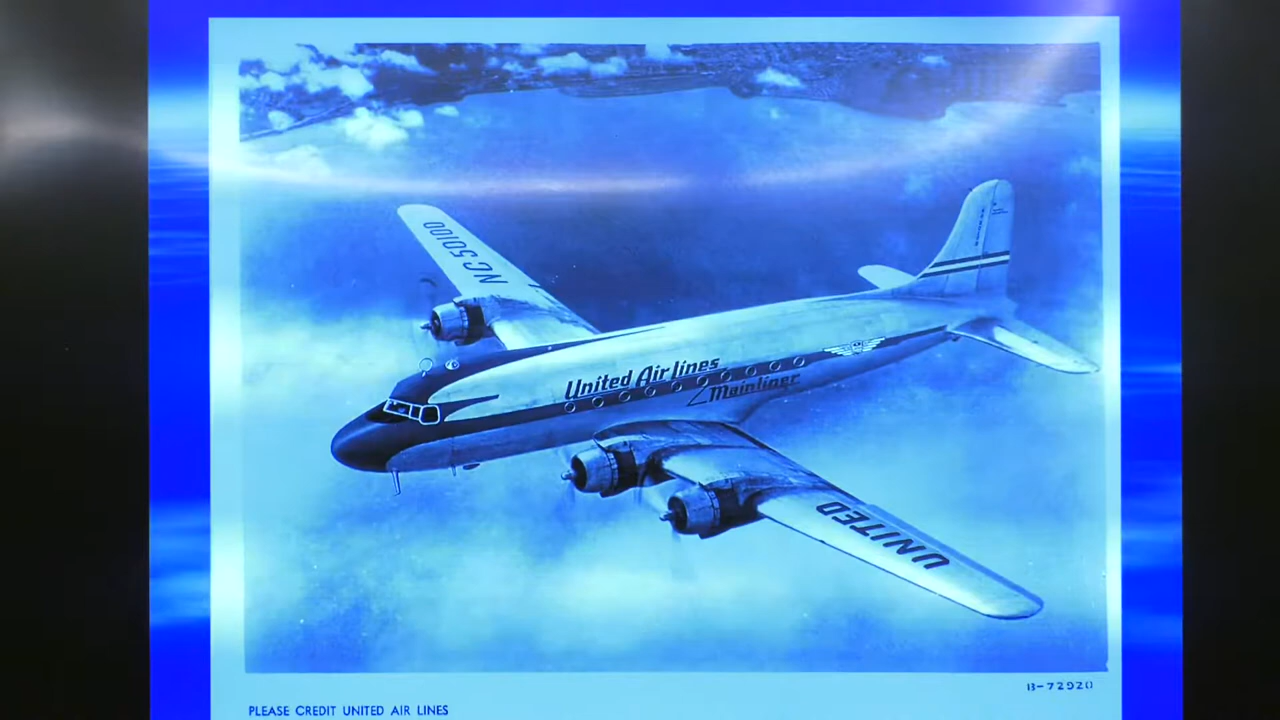 NC50100
United Air Lines
Mainliner
UNITED
B-72920
PLEASE CREDIT UNITED AIR LINES